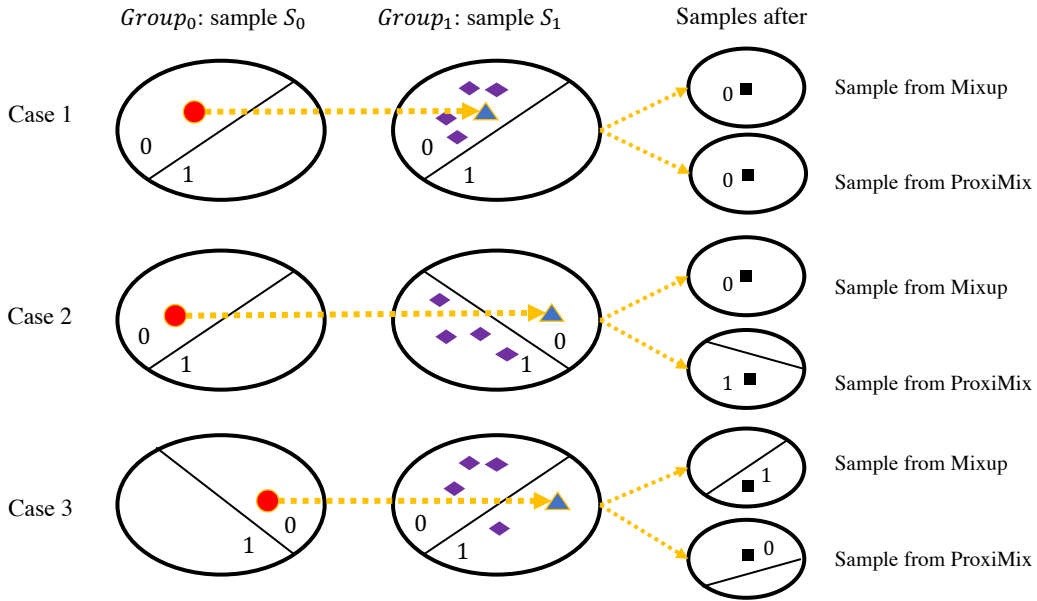 𝐺𝑟𝑜𝑢𝑝₀: sample 𝑆₀ 𝐺𝑟𝑜𝑢𝑝₁: sample 𝑆₁ Samples after
Case 1
0
1
0
1
0
Sample from Mixup
0
Sample from ProxiMix
Case 2
0
1
0
1
0
Sample from Mixup
1
Sample from ProxiMix
Case 3
0
1
0
1
1
Sample from Mixup
0
Sample from ProxiMix